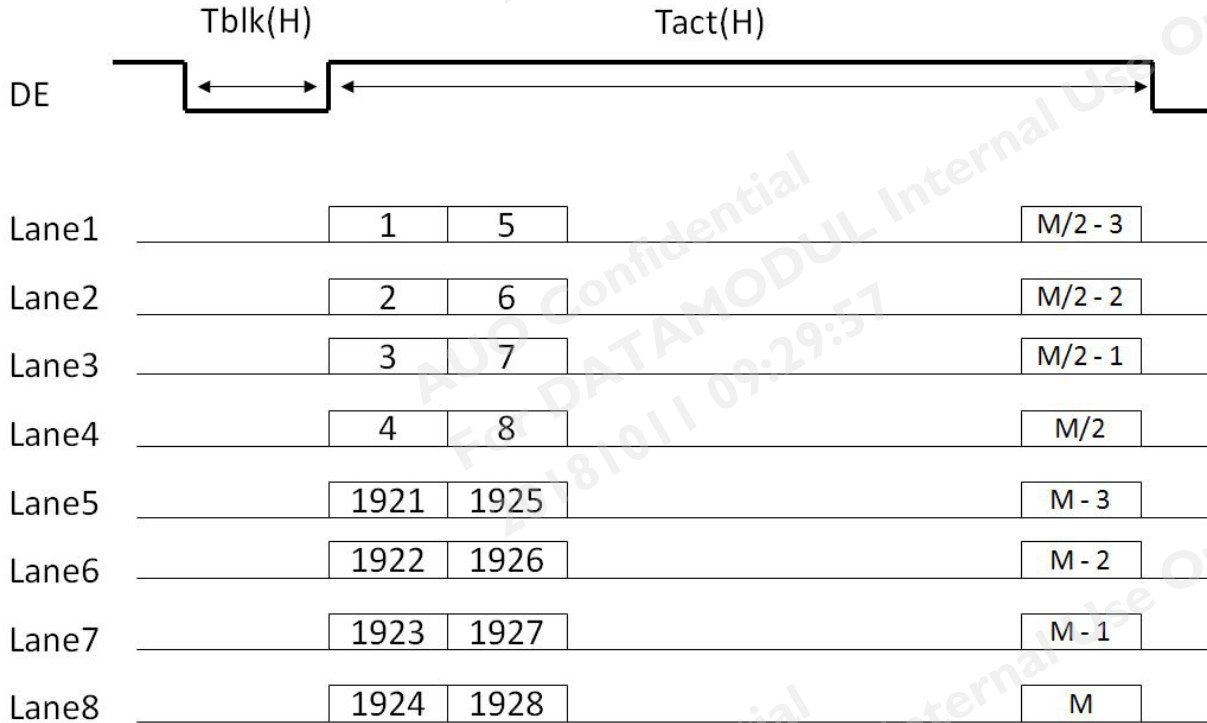 Tblk(H) Tact(H)
DE
Lane1 1 5 M/2 - 3
Lane2 2 6 M/2 - 2
Lane3 3 7 M/2 - 1
Lane4 4 8 M/2
Lane5 1921 1925 M - 3
Lane6 1922 1926 M - 2
Lane7 1923 1927 M - 1
Lane8 1924 1928 M
AUO Confidential
For DATAMODUL Internal Use
20181011 09:29:57